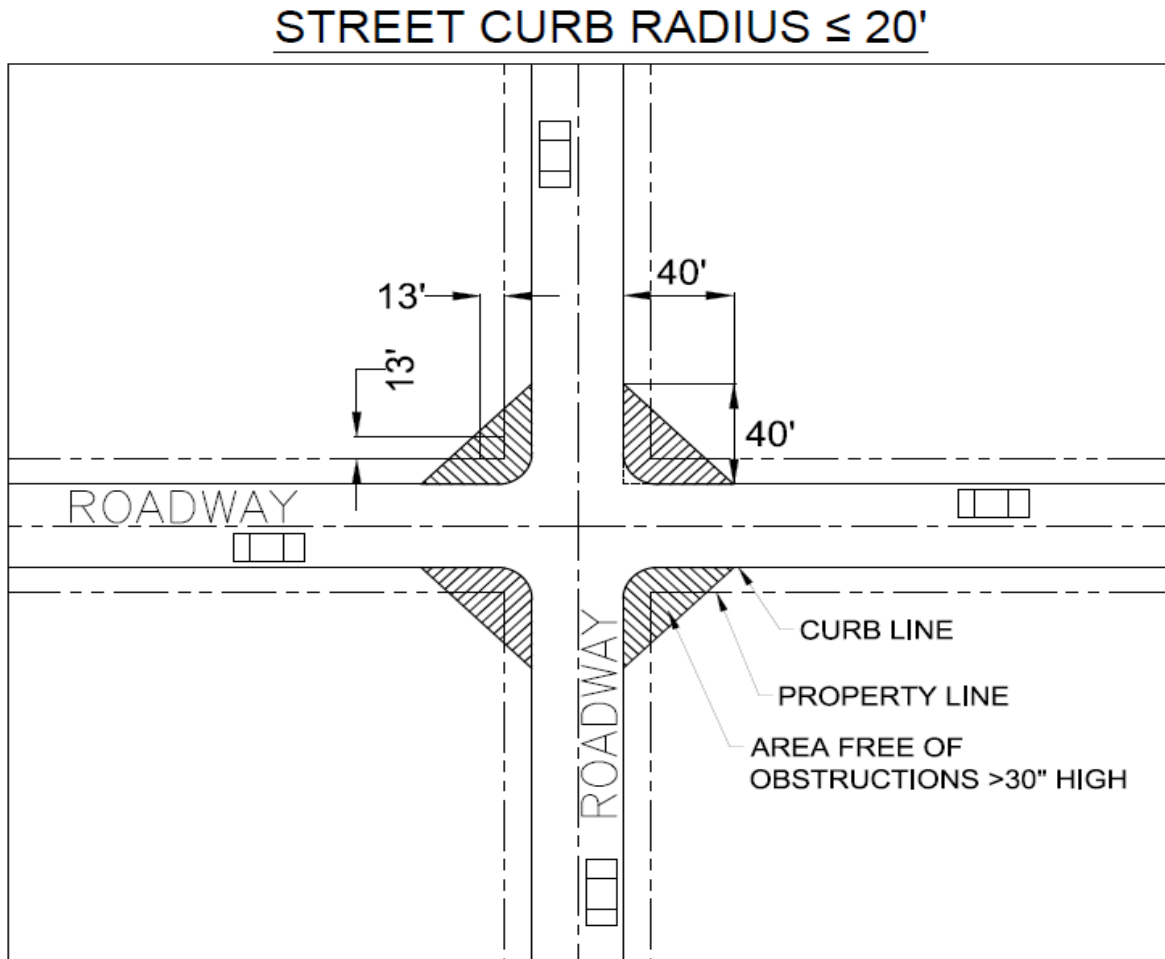 STREET CURB RADIUS ≤ 20'
40'
13'
13'
40'
ROADWAY
ROADWAY
CURB LINE
PROPERTY LINE
AREA FREE OF
OBSTRUCTIONS >30" HIGH